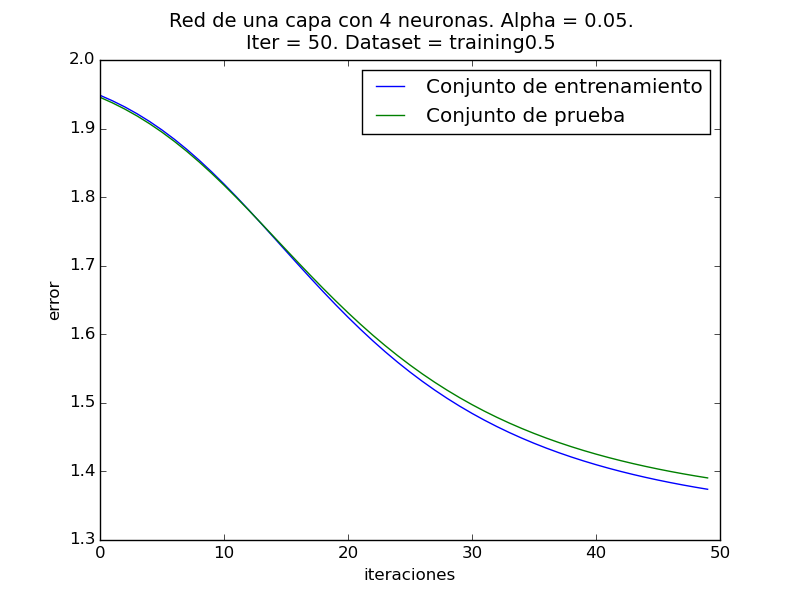 Red de una capa con 4 neuronas. Alpha = 0.05.
Iter = 50. Dataset = training0.5
Conjunto de entrenamiento
Conjunto de prueba
2.0
1.9
1.8
1.7
1.6
1.5
1.4
1.3
error
0 10 20 30 40 50
iteraciones